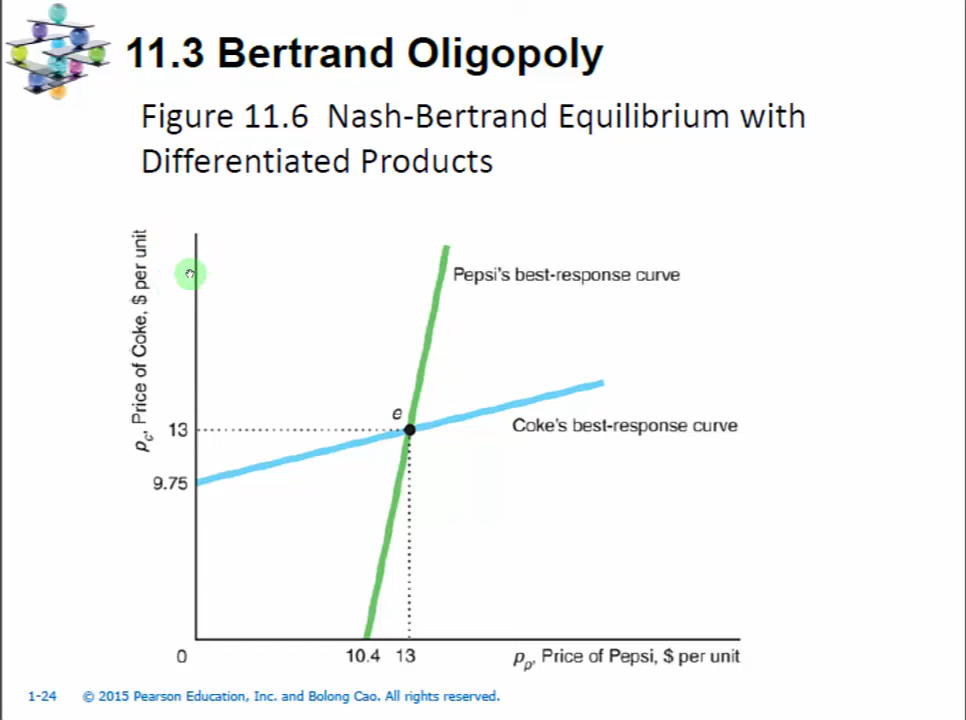 11.3 Bertrand Oligopoly
Figure 11.6 Nash-Bertrand Equilibrium with
Differentiated Products
pc, Price of Coke, $ per unit
Pepsi's best-response curve
e
13
Coke's best-response curve
9.75
0
10.4
13
pp, Price of Pepsi, $ per unit
1-24
© 2015 Pearson Education, Inc. and Bolong Cao. All rights reserved.